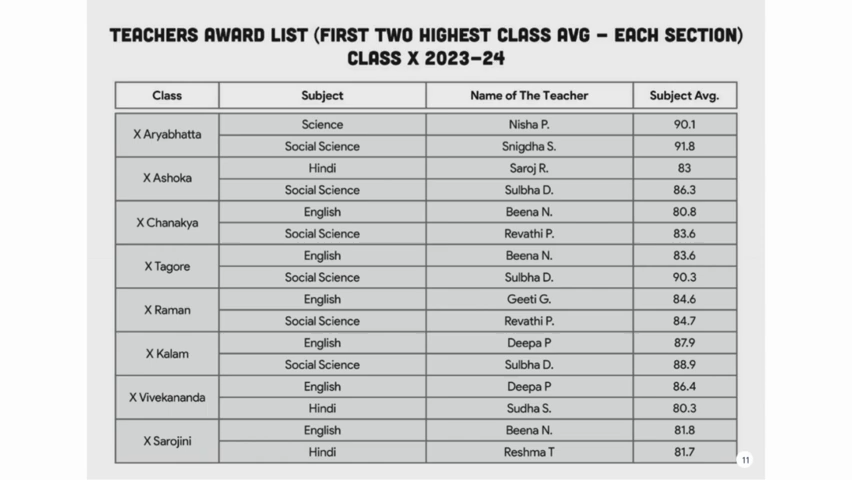 TEACHERS AWARD LIST (FIRST TWO HIGHEST CLASS AVG - EACH SECTION)
CLASS X 2023-24
Class Subject Name of The Teacher Subject Avg.
X Aryabhatta Science Nisha P. 90.1
Social Science Snigdha S. 91.8
X Ashoka Hindi Saroj R. 83
Social Science Sulbha D. 86.3
X Chanakya English Beena N. 80.8
Social Science Revathi P. 83.6
X Tagore English Beena N. 83.6
Social Science Sulbha D. 90.3
X Raman English Geeti G. 84.6
Social Science Revathi P. 84.7
X Kalam English Deepa P 87.9
Social Science Sulbha D. 88.9
X Vivekananda English Deepa P 86.4
Hindi Sudha S. 80.3
X Sarojini English Beena N. 81.8
Hindi Reshma T 81.7
11